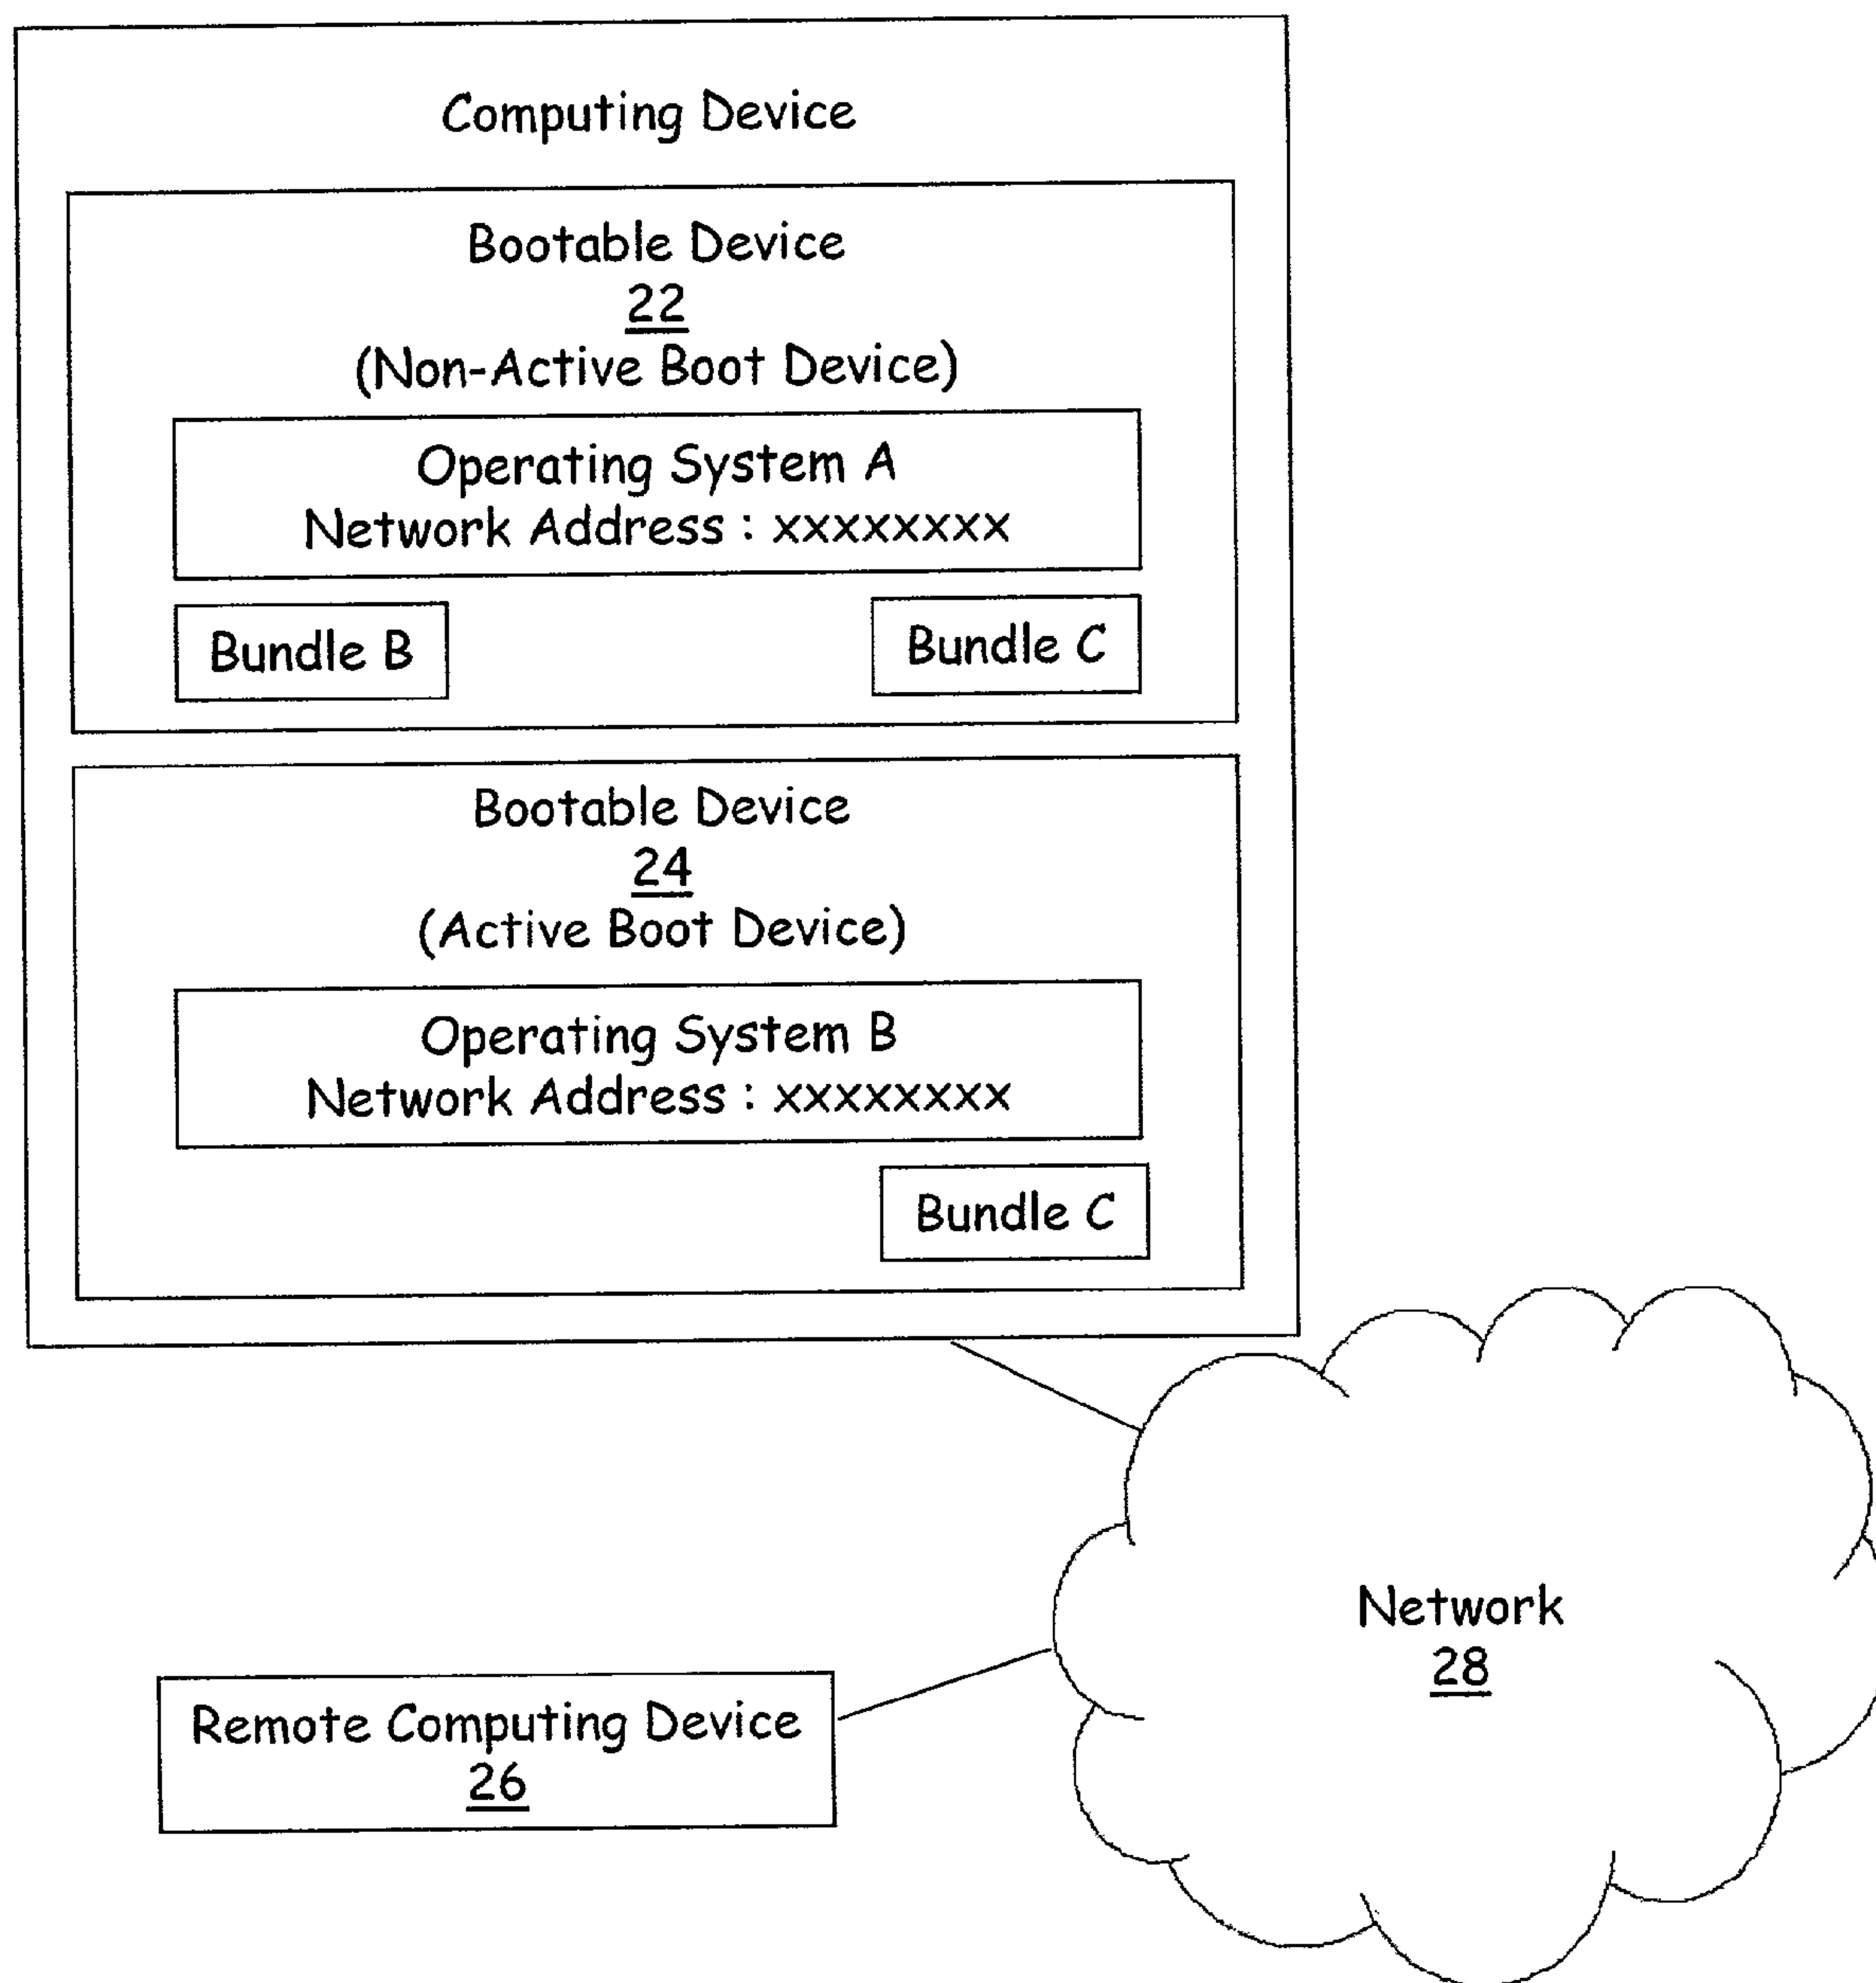 Computing Device
Bootable Device
22
(Non-Active Boot Device)
Operating System A
Network Address : xxxxxxxx
Bundle B
Bundle C
Bootable Device
24
(Active Boot Device)
Operating System B
Network Address : xxxxxxxx
Bundle C
Network
28
Remote Computing Device
26